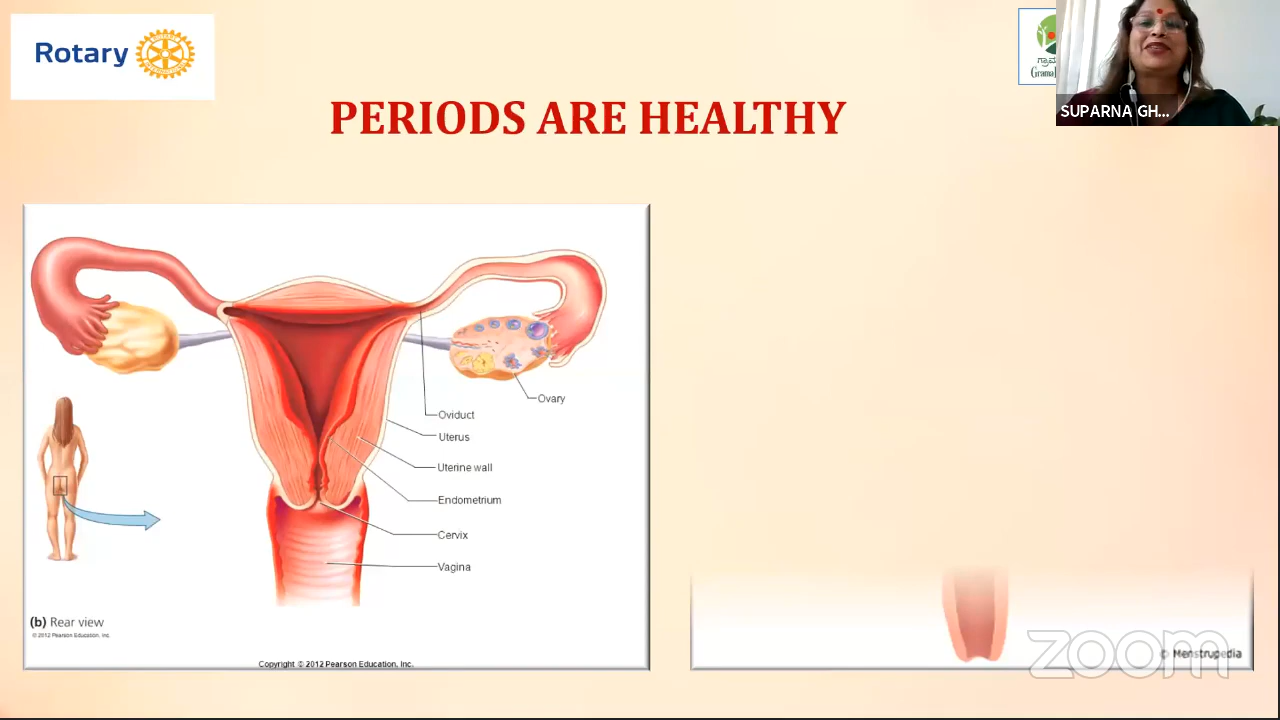 Rotary
ಗ್ರಾಮ
Grama
SUPARNA GH...
PERIODS ARE HEALTHY
Ovary
Oviduct
Uterus
Uterine wall
Endometrium
Cervix
Vagina
(b) Rear view
© 2012 Pearson Education, Inc.
Copyright © 2012 Pearson Education, Inc.
zoom
© Menstrupedia